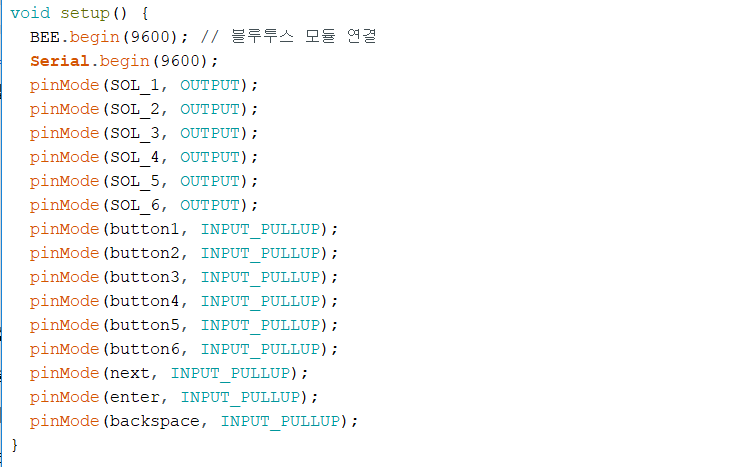 void setup() {
BEE.begin(9600); // 블루투스 모듈 연결
Serial.begin(9600);
pinMode(SOL_1, OUTPUT);
pinMode(SOL_2, OUTPUT);
pinMode(SOL_3, OUTPUT);
pinMode(SOL_4, OUTPUT);
pinMode(SOL_5, OUTPUT);
pinMode(SOL_6, OUTPUT);
pinMode(button1, INPUT_PULLUP);
pinMode(button2, INPUT_PULLUP);
pinMode(button3, INPUT_PULLUP);
pinMode(button4, INPUT_PULLUP);
pinMode(button5, INPUT_PULLUP);
pinMode(button6, INPUT_PULLUP);
pinMode(next, INPUT_PULLUP);
pinMode(enter, INPUT_PULLUP);
pinMode(backspace, INPUT_PULLUP);
}